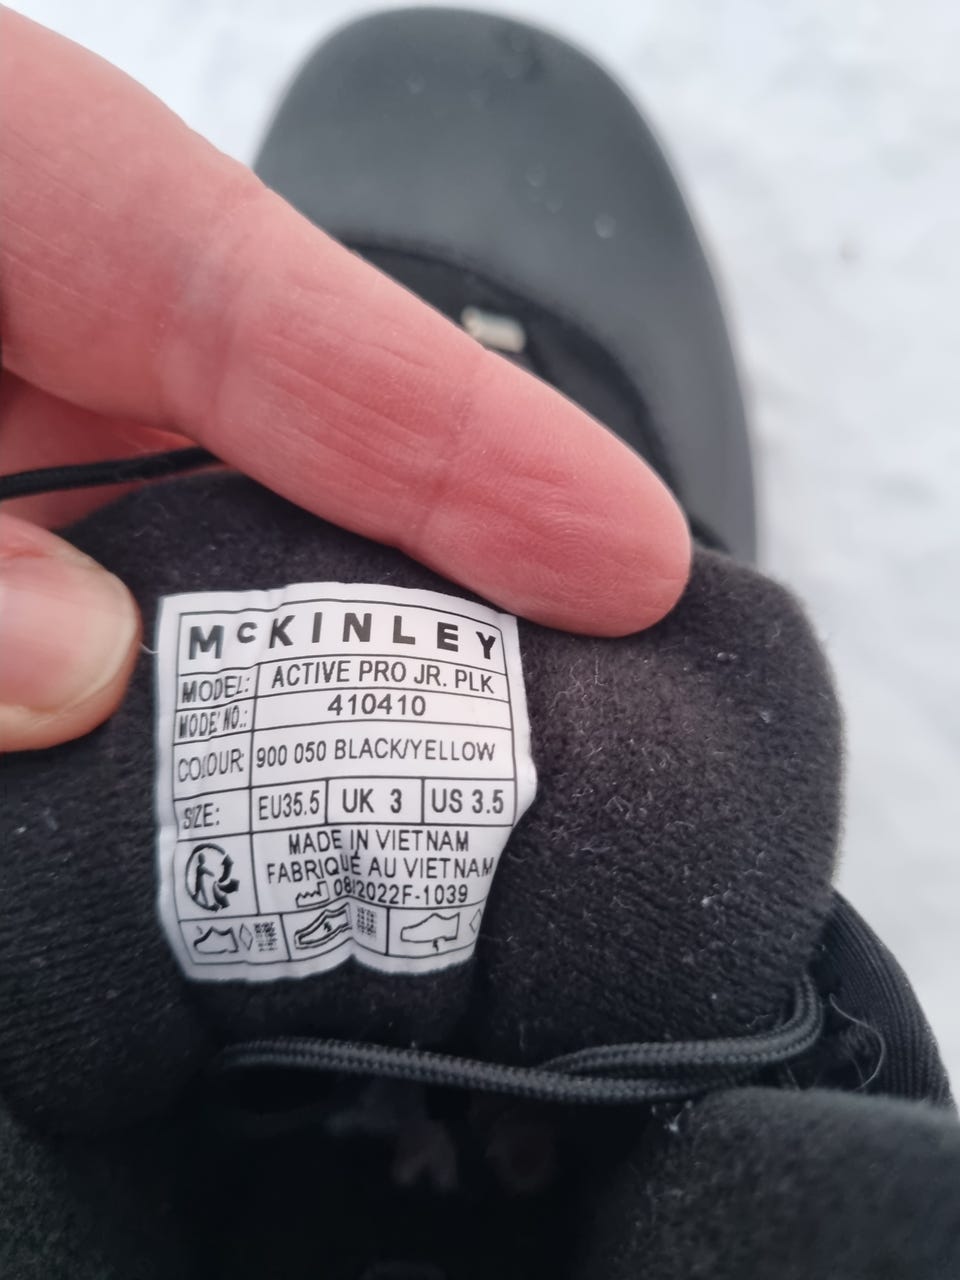 McKINLEY
MODEL: ACTIVE PRO JR. PLK
MODEL NO.: 410410
COLOUR: 900 050 BLACK/YELLOW
SIZE: EU35.5 UK 3 US 3.5
MADE IN VIETNAM
FABRIQUÉ AU VIETNAM
08/2022F-1039